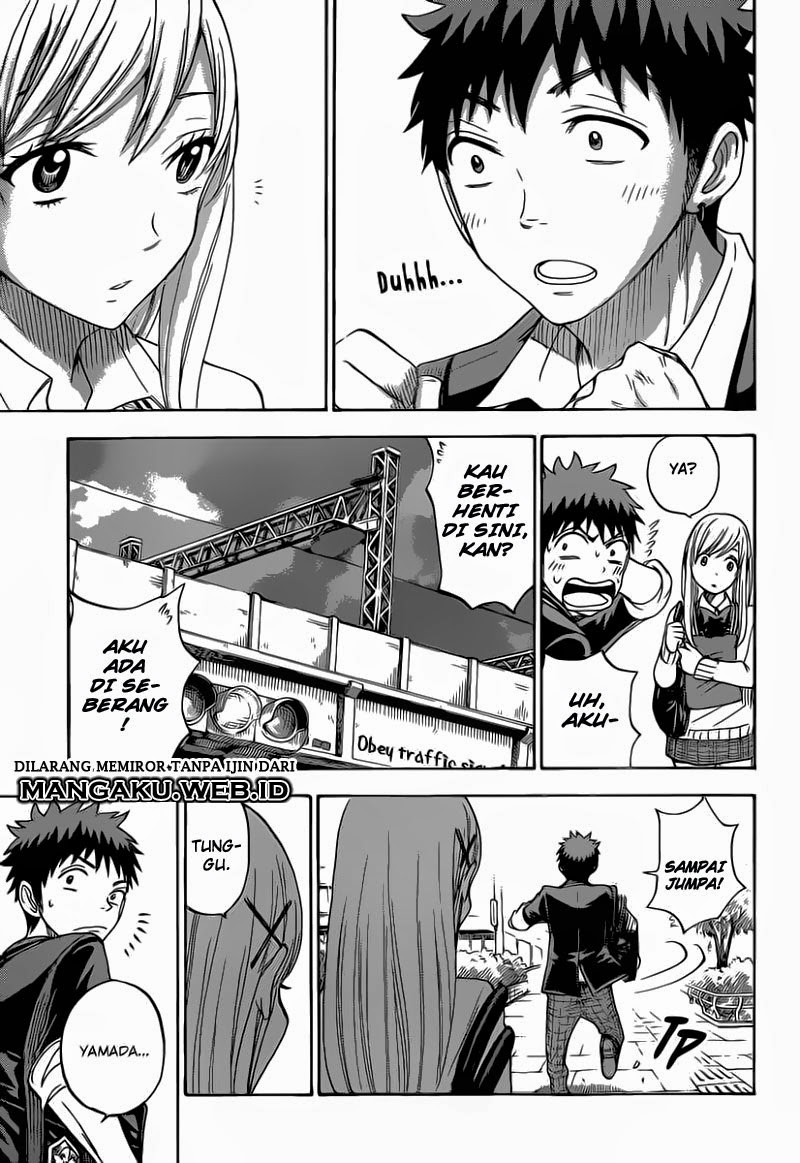 Duhhh...
YA?
UH,
AKU-
KAU
BER-
HENTI
DI SINI,
KAN?
AKU
ADA
DI SE-
BERANG
!
Obey traffic
DILARANG MEMIROR TANPA IJIN DARI
MANGAKU.WEB.ID
SAMPAI
JUMPA!
TP
TUNG-
GU.
YAMADA...